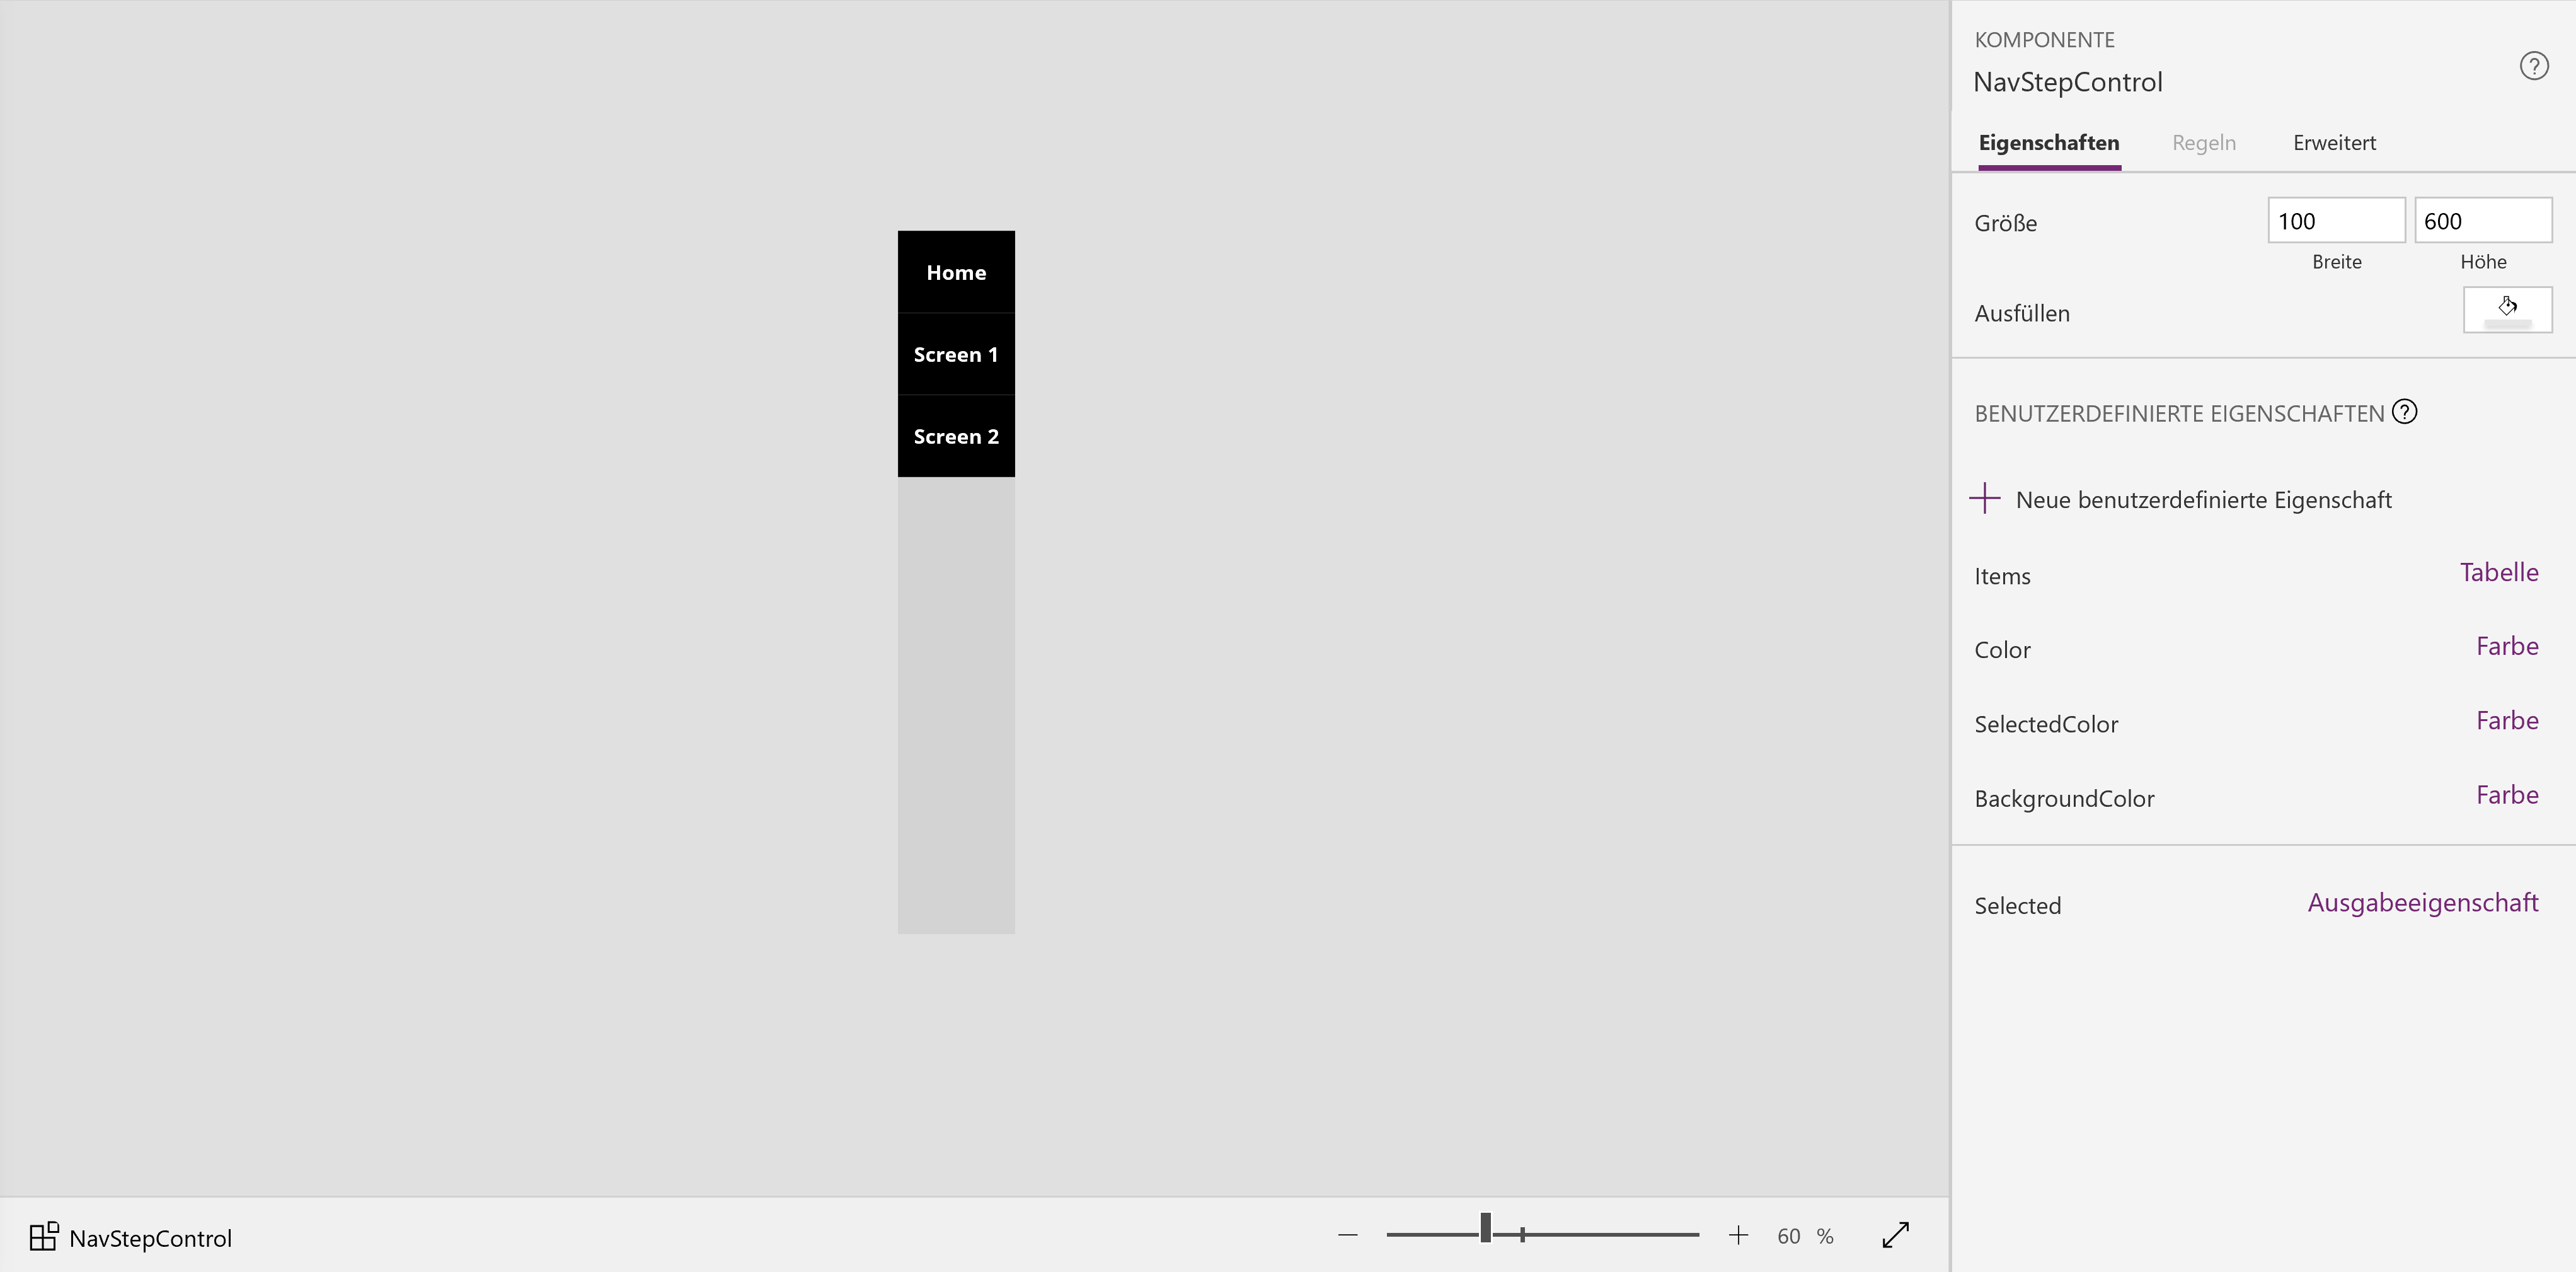 Home
Screen 1
Screen 2
NavStepControl
60 %
KOMPONENTE
NavStepControl
?
Eigenschaften Regeln Erweitert
Größe 100 600
Breite Höhe
Ausfüllen
BENUTZERDEFINIERTE EIGENSCHAFTEN ?
Neue benutzerdefinierte Eigenschaft
Items Tabelle
Color Farbe
SelectedColor Farbe
BackgroundColor Farbe
Selected Ausgabeeigenschaft